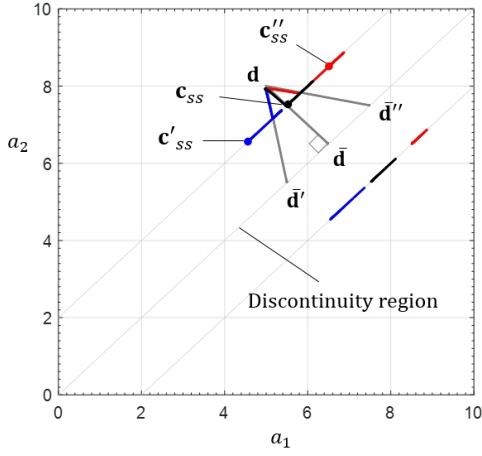 10
c″ss
8
d
css
d̄″
a2
c′ss
6
d̄
d̄′
4
Discontinuity region
2
0
0 2 4 6 8 10
a1